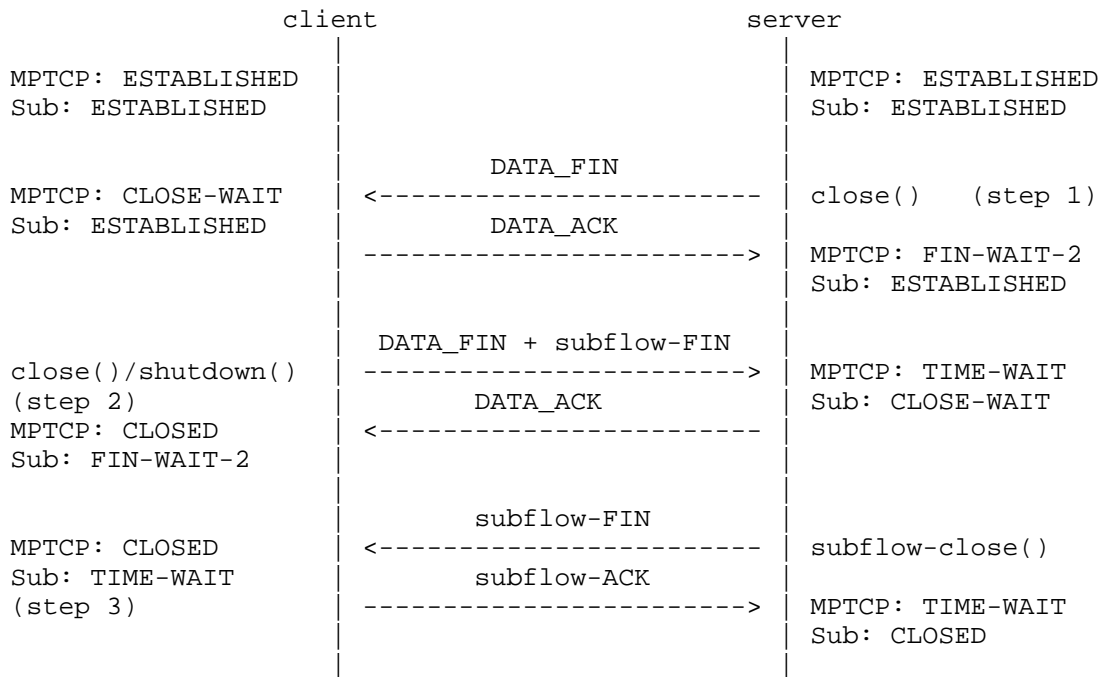 client server
MPTCP: ESTABLISHED MPTCP: ESTABLISHED
Sub: ESTABLISHED Sub: ESTABLISHED
DATA_FIN
MPTCP: CLOSE-WAIT <------------------------ close() (step 1)
Sub: ESTABLISHED DATA_ACK
------------------------> MPTCP: FIN-WAIT-2
Sub: ESTABLISHED
DATA_FIN + subflow-FIN
close()/shutdown() ------------------------> MPTCP: TIME-WAIT
(step 2) DATA_ACK Sub: CLOSE-WAIT
MPTCP: CLOSED <------------------------
Sub: FIN-WAIT-2
subflow-FIN
MPTCP: CLOSED <------------------------ subflow-close()
Sub: TIME-WAIT subflow-ACK
(step 3) ------------------------> MPTCP: TIME-WAIT
Sub: CLOSED